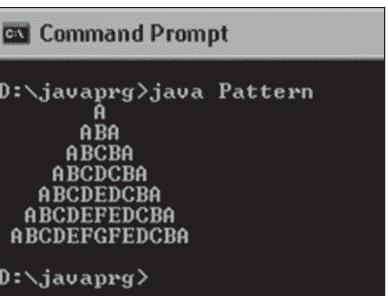 Command Prompt
D:\javaprg>java Pattern
A
ABA
ABCBA
ABCDCBA
ABCDEDCBA
ABCDEFEDCBA
ABCDEFGFEDCBA
D:\javaprg>